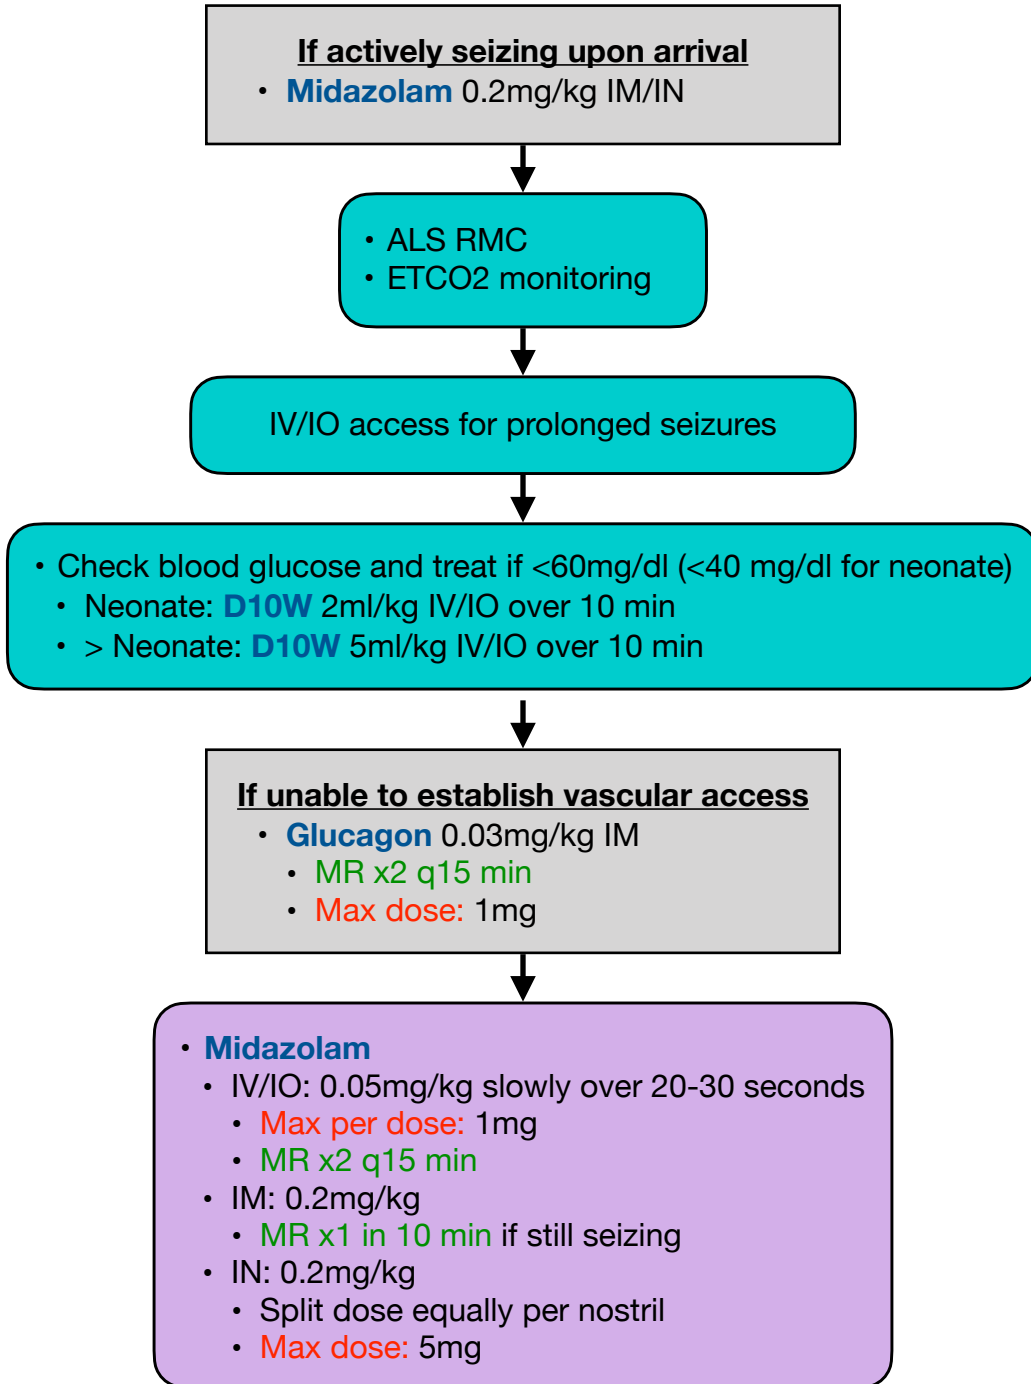 If actively seizing upon arrival
• Midazolam 0.2mg/kg IM/IN
• ALS RMC
• ETCO2 monitoring
IV/IO access for prolonged seizures
• Check blood glucose and treat if <60mg/dl (<40 mg/dl for neonate)
• Neonate: D10W 2ml/kg IV/IO over 10 min
• > Neonate: D10W 5ml/kg IV/IO over 10 min
If unable to establish vascular access
• Glucagon 0.03mg/kg IM
• MR x2 q15 min
• Max dose: 1mg
• Midazolam
• IV/IO: 0.05mg/kg slowly over 20-30 seconds
• Max per dose: 1mg
• MR x2 q15 min
• IM: 0.2mg/kg
• MR x1 in 10 min if still seizing
• IN: 0.2mg/kg
• Split dose equally per nostril
• Max dose: 5mg